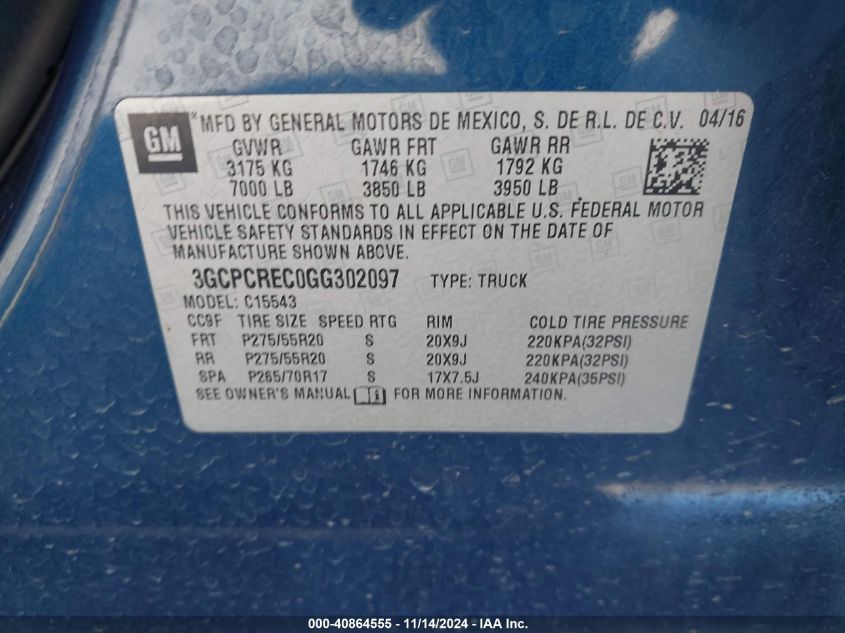 GM *MFD BY GENERAL MOTORS DE MEXICO, S. DE R.L. DE C.V. 04/16
GVWR GAWR FRT GAWR RR
3175 KG 1746 KG 1792 KG
7000 LB 3850 LB 3950 LB
THIS VEHICLE CONFORMS TO ALL APPLICABLE U.S. FEDERAL MOTOR
VEHICLE SAFETY STANDARDS IN EFFECT ON THE DATE OF
MANUFACTURE SHOWN ABOVE.
3GCPCREC0GG302097 TYPE: TRUCK
MODEL: C15543
CC9F TIRE SIZE SPEED RTG RIM COLD TIRE PRESSURE
FRT P275/55R20 S 20X9J 220KPA(32PSI)
RR P275/55R20 S 20X9J 220KPA(32PSI)
SPA P265/70R17 S 17X7.5J 240KPA(35PSI)
SEE OWNER'S MANUAL FOR MORE INFORMATION.
000-40864555 - 11/14/2024 - IAA Inc.